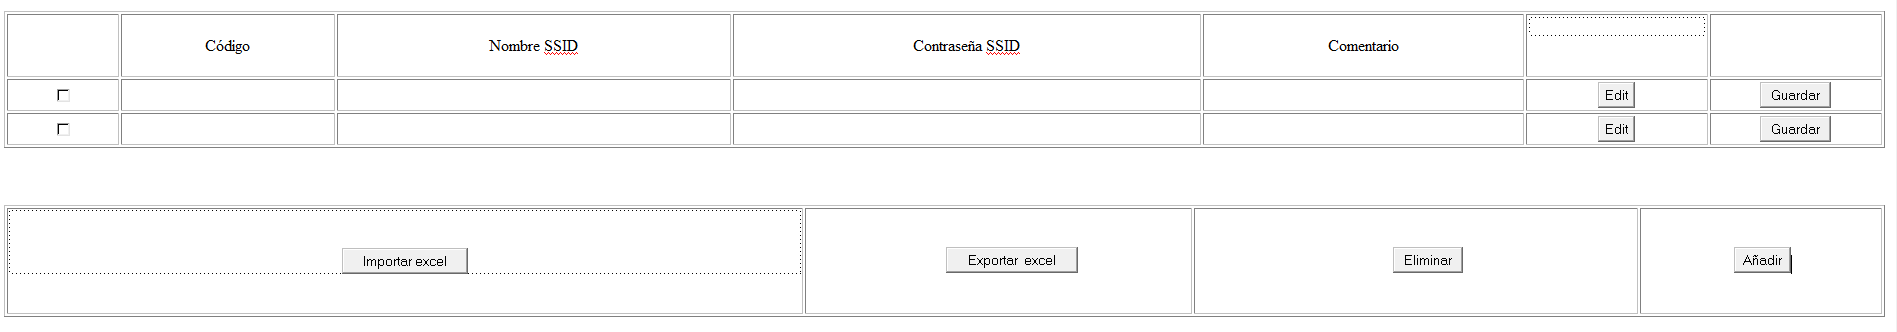 Código Nombre SSID Contraseña SSID Comentario
Edit Guardar
Edit Guardar
Importar excel Exportar excel Eliminar Añadir